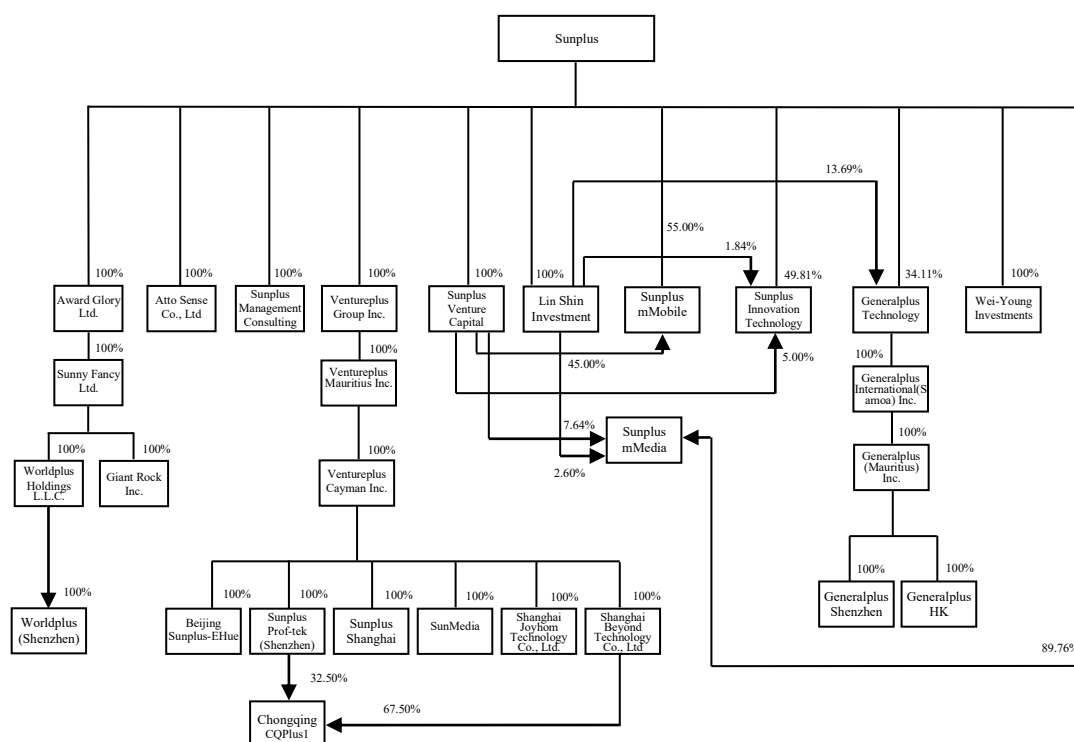 Sunplus
13.69%
55.00%
1.84%
100%
100%
100%
100%
100%
100%
49.81%
34.11%
100%
Award Glory
Ltd.
Atto Sense
Co., Ltd
Sunplus
Management
Consulting
Ventureplus
Group Inc.
Sunplus
Venture
Capital
Lin Shin
Investment
Sunplus
mMobile
Sunplus
Innovation
Technology
Generalplus
Technology
Wei-Young
Investments
100%
100%
45.00%
5.00%
100%
Sunny Fancy
Ltd.
Ventureplus
Mauritius Inc.
Generalplus
International(S
amoa) Inc.
100%
100%
100%
7.64%
2.60%
Sunplus
mMedia
100%
Worldplus
Holdings
L.L.C.
Giant Rock
Inc.
Ventureplus
Cayman Inc.
Generalplus
(Mauritius)
Inc.
100%
100%
100%
100%
100%
100%
100%
100%
100%
Worldplus
(Shenzhen)
Beijing
Sunplus-EHue
Sunplus
Prof-tek
(Shenzhen)
Sunplus
Shanghai
SunMedia
Shanghai
Joyhom
Technology
Co., Ltd.
Shanghai
Beyond
Technology
Co., Ltd
Generalplus
Shenzhen
Generalplus
HK
89.76%
32.50%
67.50%
Chongqing
CQPlus1